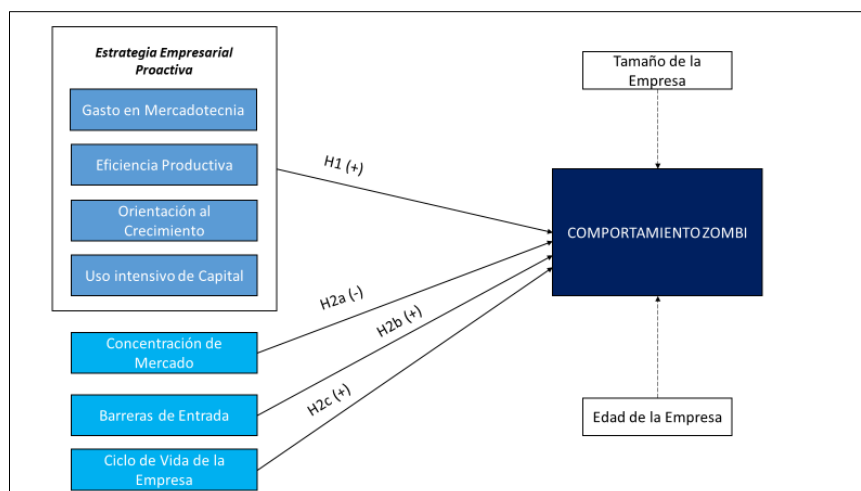 Estrategia Empresarial
Proactiva
Gasto en Mercadotecnia
Eficiencia Productiva
Orientación al
Crecimiento
Uso intensivo de Capital
Concentración de
Mercado
Barreras de Entrada
Ciclo de Vida de la
Empresa
H1 (+)
H2a (-)
H2b (+)
H2c (+)
Tamaño de la
Empresa
COMPORTAMIENTO ZOMBI
Edad de la Empresa